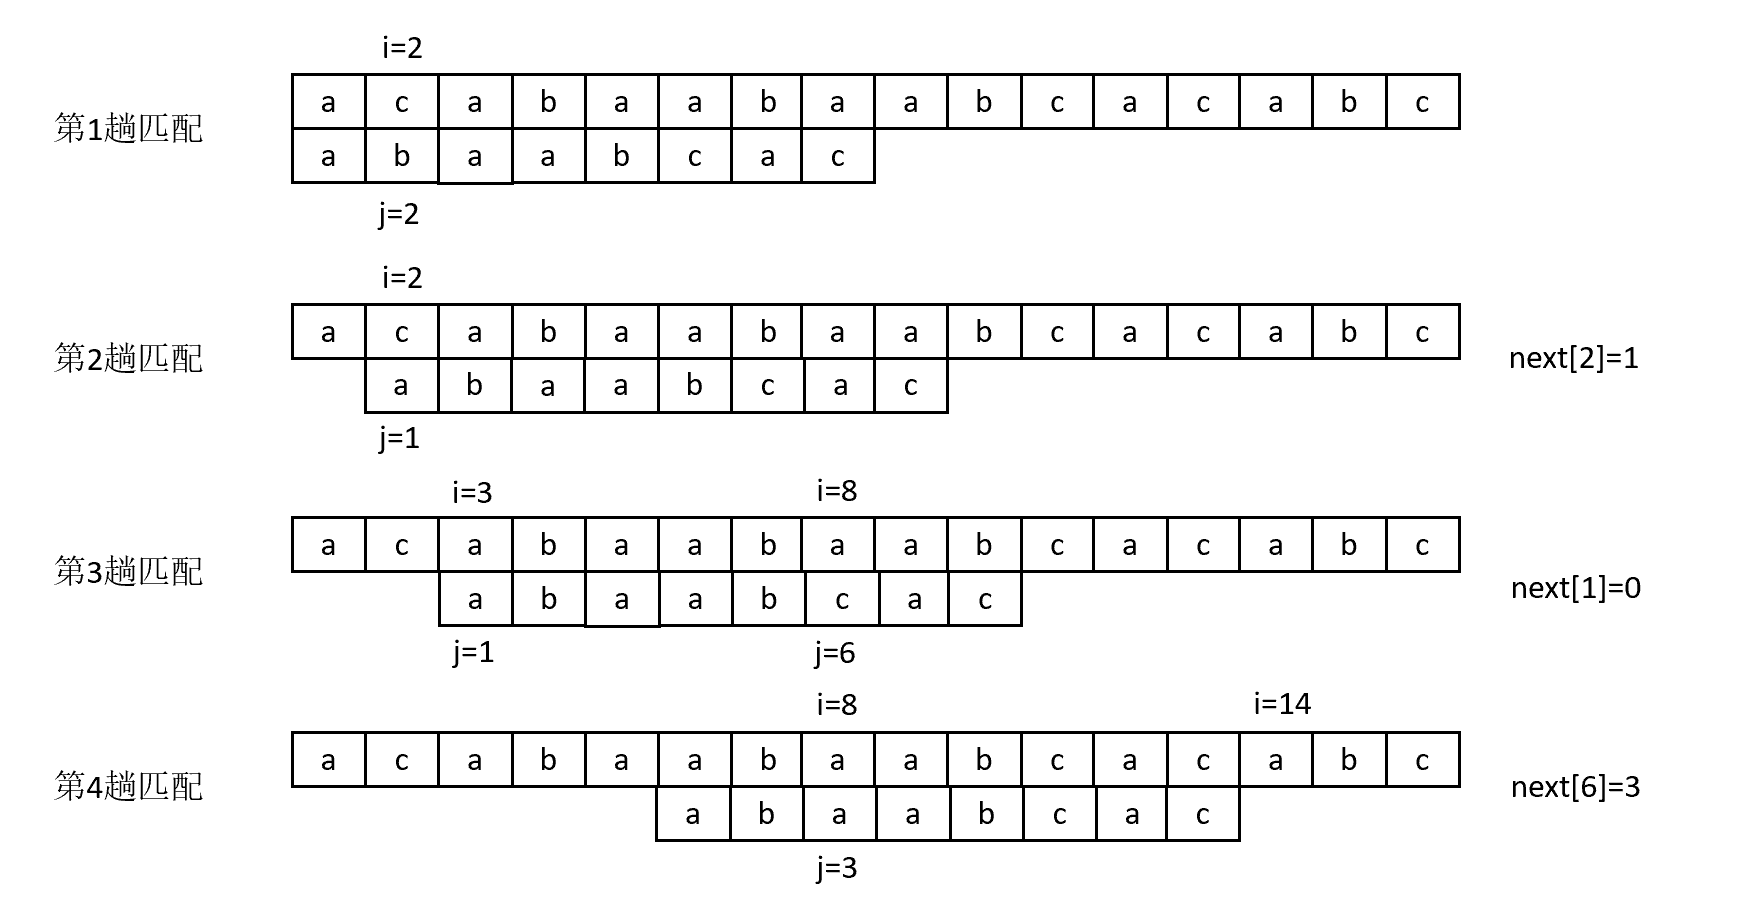 i=2
第1趟匹配
a c a b a a b a a b c a c a b c
a b a a b c a c
j=2
i=2
第2趟匹配
a c a b a a b a a b c a c a b c
a b a a b c a c
next[2]=1
j=1
i=3 i=8
第3趟匹配
a c a b a a b a a b c a c a b c
a b a a b c a c
next[1]=0
j=1 j=6
i=8 i=14
第4趟匹配
a c a b a a b a a b c a c a b c
a b a a b c a c
next[6]=3
j=3